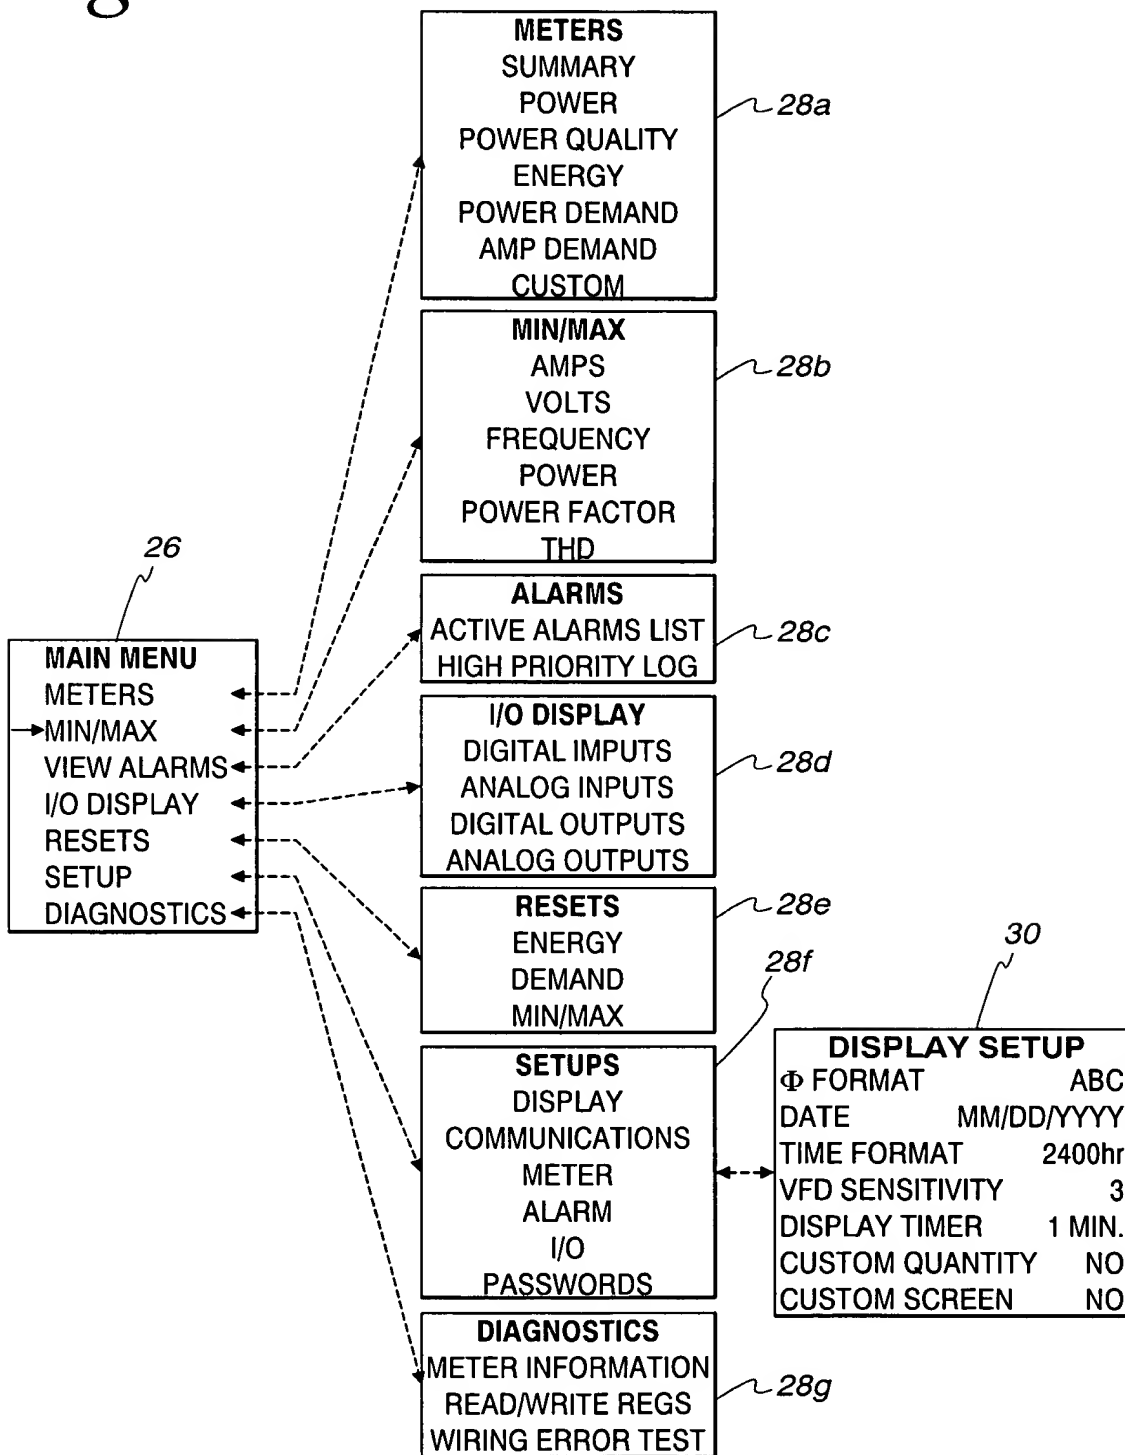 METERS
SUMMARY
POWER
POWER QUALITY
ENERGY
POWER DEMAND
AMP DEMAND
CUSTOM
28a
MIN/MAX
AMPS
VOLTS
FREQUENCY
POWER
POWER FACTOR
THD
28b
26
MAIN MENU
METERS
MIN/MAX
VIEW ALARMS
I/O DISPLAY
RESETS
SETUP
DIAGNOSTICS
ALARMS
ACTIVE ALARMS LIST
HIGH PRIORITY LOG
28c
I/O DISPLAY
DIGITAL IMPUTS
ANALOG INPUTS
DIGITAL OUTPUTS
ANALOG OUTPUTS
28d
RESETS
ENERGY
DEMAND
MIN/MAX
28e
SETUPS
DISPLAY
COMMUNICATIONS
METER
ALARM
I/O
PASSWORDS
28f
30
DISPLAY SETUP
Φ FORMAT ABC
DATE MM/DD/YYYY
TIME FORMAT 2400hr
VFD SENSITIVITY 3
DISPLAY TIMER 1 MIN.
CUSTOM QUANTITY NO
CUSTOM SCREEN NO
DIAGNOSTICS
METER INFORMATION
READ/WRITE REGS
WIRING ERROR TEST
28g